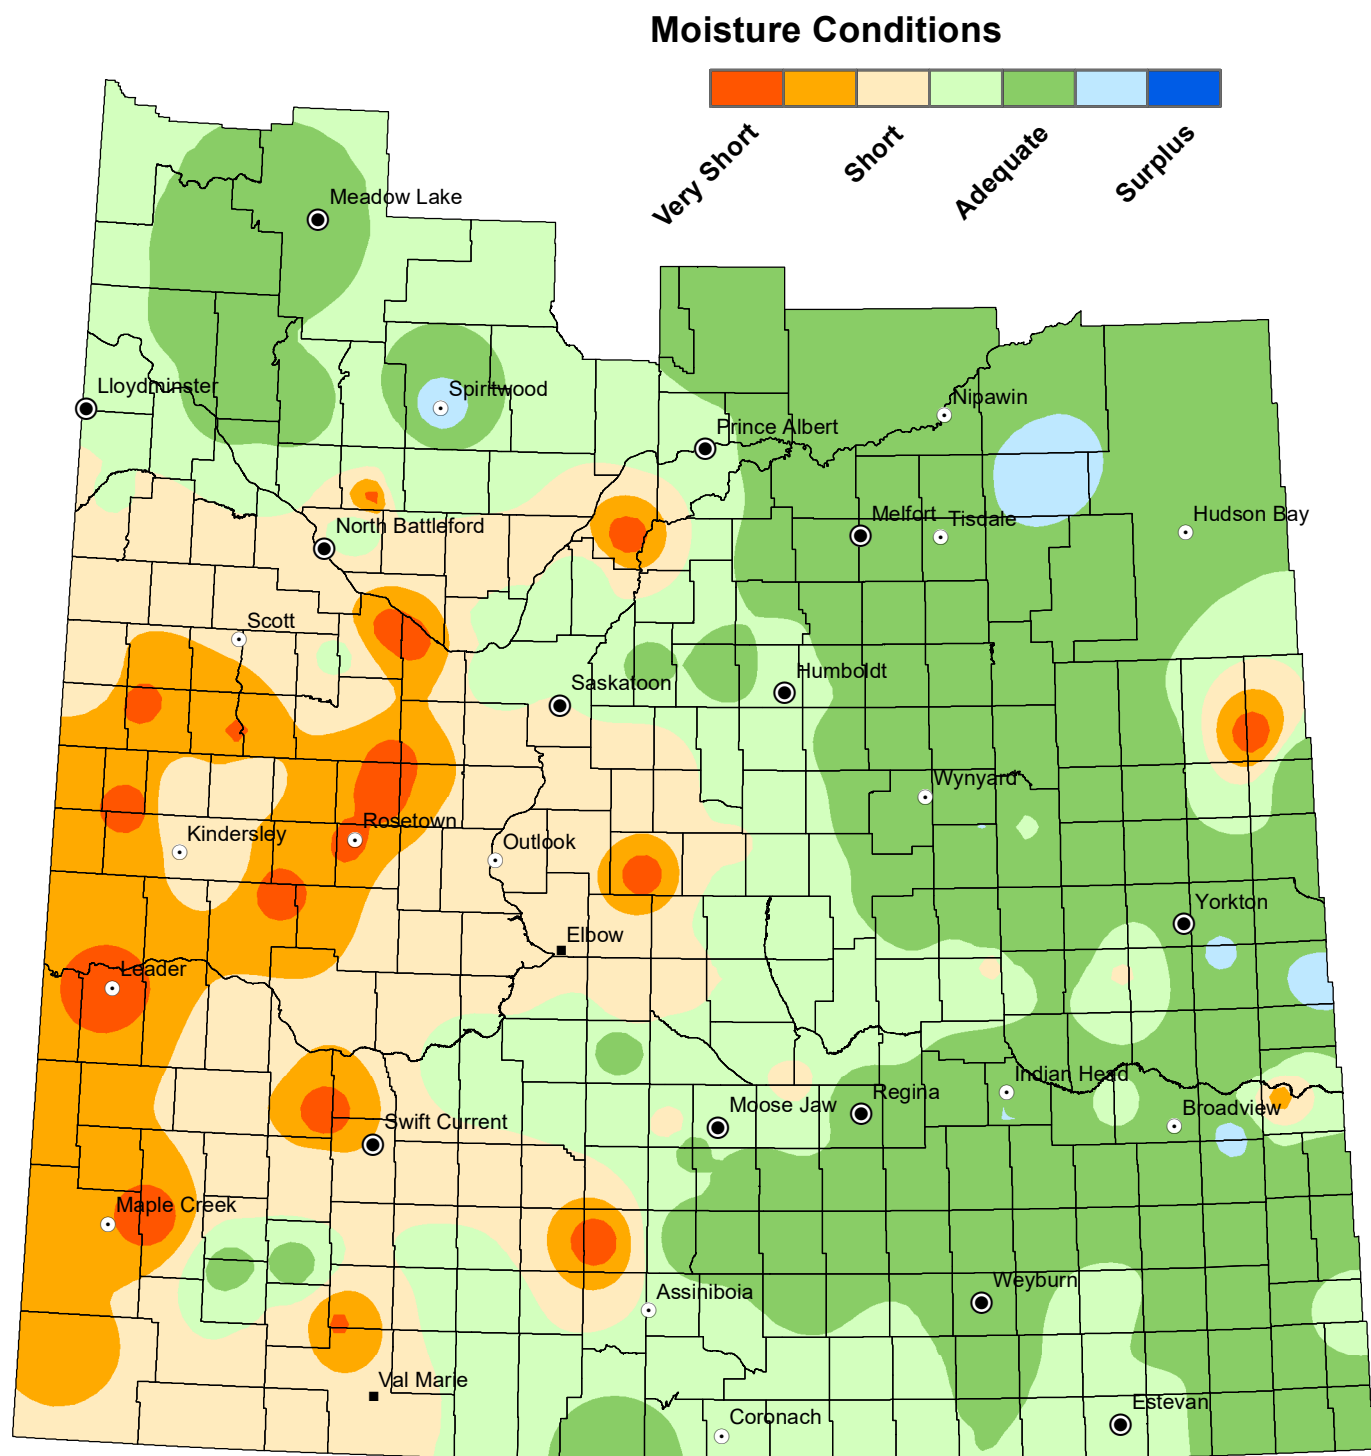 Moisture Conditions
Very Short
Short
Adequate
Surplus
Meadow Lake
Lloydminster
Spiritwood
Nipawin
Prince Albert
Melfort
Tisdale
Hudson Bay
North Battleford
Scott
Saskatoon
Humboldt
Wynyard
Kindersley
Rosetown
Outlook
Yorkton
Elbow
Leader
Indian Head
Regina
Moose Jaw
Broadview
Swift Current
Maple Creek
Weyburn
Assiniboia
Val Marie
Coronach
Estevan